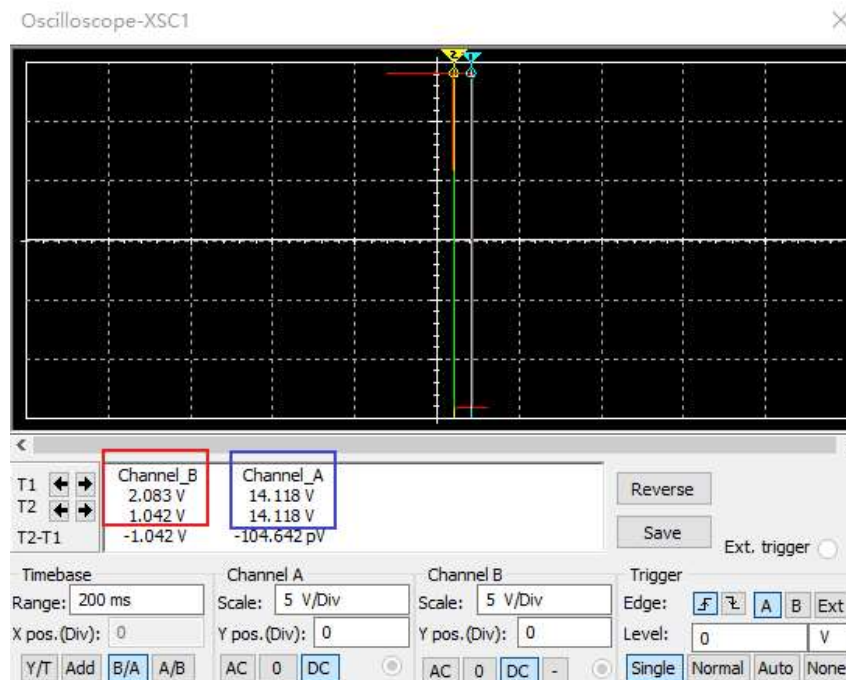 Oscilloscope-XSC1
2 1
Channel_B Channel_A
T1 2.083 V 14.118 V
T2 1.042 V 14.118 V
T2-T1 -1.042 V -104.642 pV
Reverse
Save
Ext. trigger
Timebase Channel A Channel B Trigger
Range: 200 ms Scale: 5 V/Div Scale: 5 V/Div Edge: A B Ext
X pos.(Div): 0 Y pos.(Div): 0 Y pos.(Div): 0 Level: 0 V
Y/T Add B/A A/B AC 0 DC AC 0 DC - Single Normal Auto None